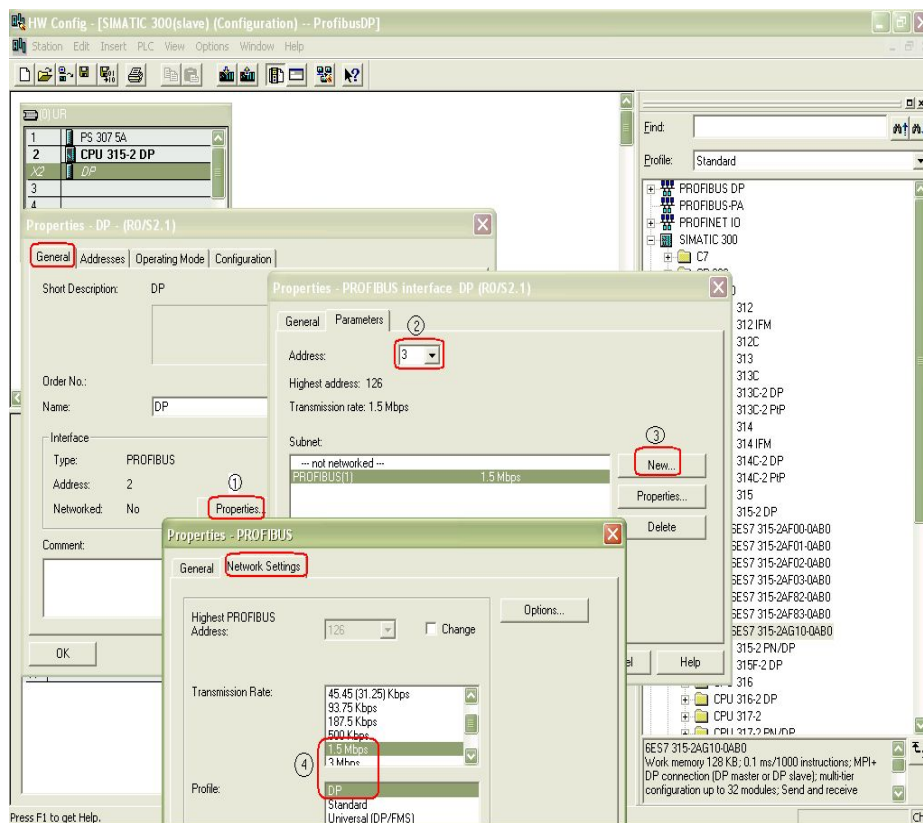 HW Config - [SIMATIC 300(slave) (Configuration) -- ProfibusDP]
Station Edit Insert PLC View Options Window Help
(0) UR
1 PS 307 5A
2 CPU 315-2 DP
X2 DP
3
4
Find:
Profile: Standard
PROFIBUS DP
PROFIBUS-PA
PROFINET IO
SIMATIC 300
C7
312
312 IFM
312C
313
313C
313C-2 DP
313C-2 PtP
314
314 IFM
314C-2 DP
314C-2 PtP
315
315-2 DP
6ES7 315-2AF00-0AB0
6ES7 315-2AF01-0AB0
6ES7 315-2AF02-0AB0
6ES7 315-2AF03-0AB0
6ES7 315-2AF82-0AB0
6ES7 315-2AF83-0AB0
6ES7 315-2AG10-0AB0
315-2 PN/DP
315F-2 DP
316
CPU 316-2 DP
CPU 317-2
CPU 317-2 PN/DP
6ES7 315-2AG10-0AB0
Work memory 128 KB; 0.1 ms/1000 instructions; MPI+
DP connection (DP master or DP slave); multi-tier
configuration up to 32 modules; Send and receive
Properties - DP - (R0/S2.1)
General Addresses Operating Mode Configuration
Short Description: DP
Order No.:
Name: DP
Interface
Type: PROFIBUS
Address: 2
①
Networked: No Properties...
Comment:
OK
Properties - PROFIBUS interface DP (R0/S2.1)
General Parameters
②
Address: 3
Highest address: 126
Transmission rate: 1.5 Mbps
Subnet:
③
--- not networked ---
PROFIBUS(1) 1.5 Mbps
New...
Properties...
Delete
Help
Properties - PROFIBUS
General Network Settings
Highest PROFIBUS
Address: 126 Change
Options...
Transmission Rate: 45.45 (31.25) Kbps
93.75 Kbps
187.5 Kbps
500 Kbps
1.5 Mbps
3 Mbps
④
Profile: DP
Standard
Universal (DP/FMS)
Press F1 to get Help.